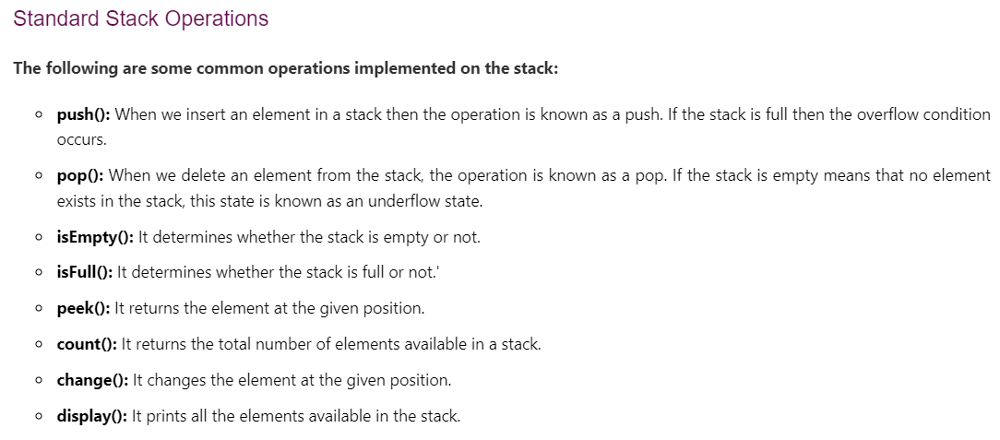 Standard Stack Operations
The following are some common operations implemented on the stack:
push(): When we insert an element in a stack then the operation is known as a push. If the stack is full then the overflow condition
occurs.
pop(): When we delete an element from the stack, the operation is known as a pop. If the stack is empty means that no element
exists in the stack, this state is known as an underflow state.
isEmpty(): It determines whether the stack is empty or not.
isFull(): It determines whether the stack is full or not.'
peek(): It returns the element at the given position.
count(): It returns the total number of elements available in a stack.
change(): It changes the element at the given position.
display(): It prints all the elements available in the stack.